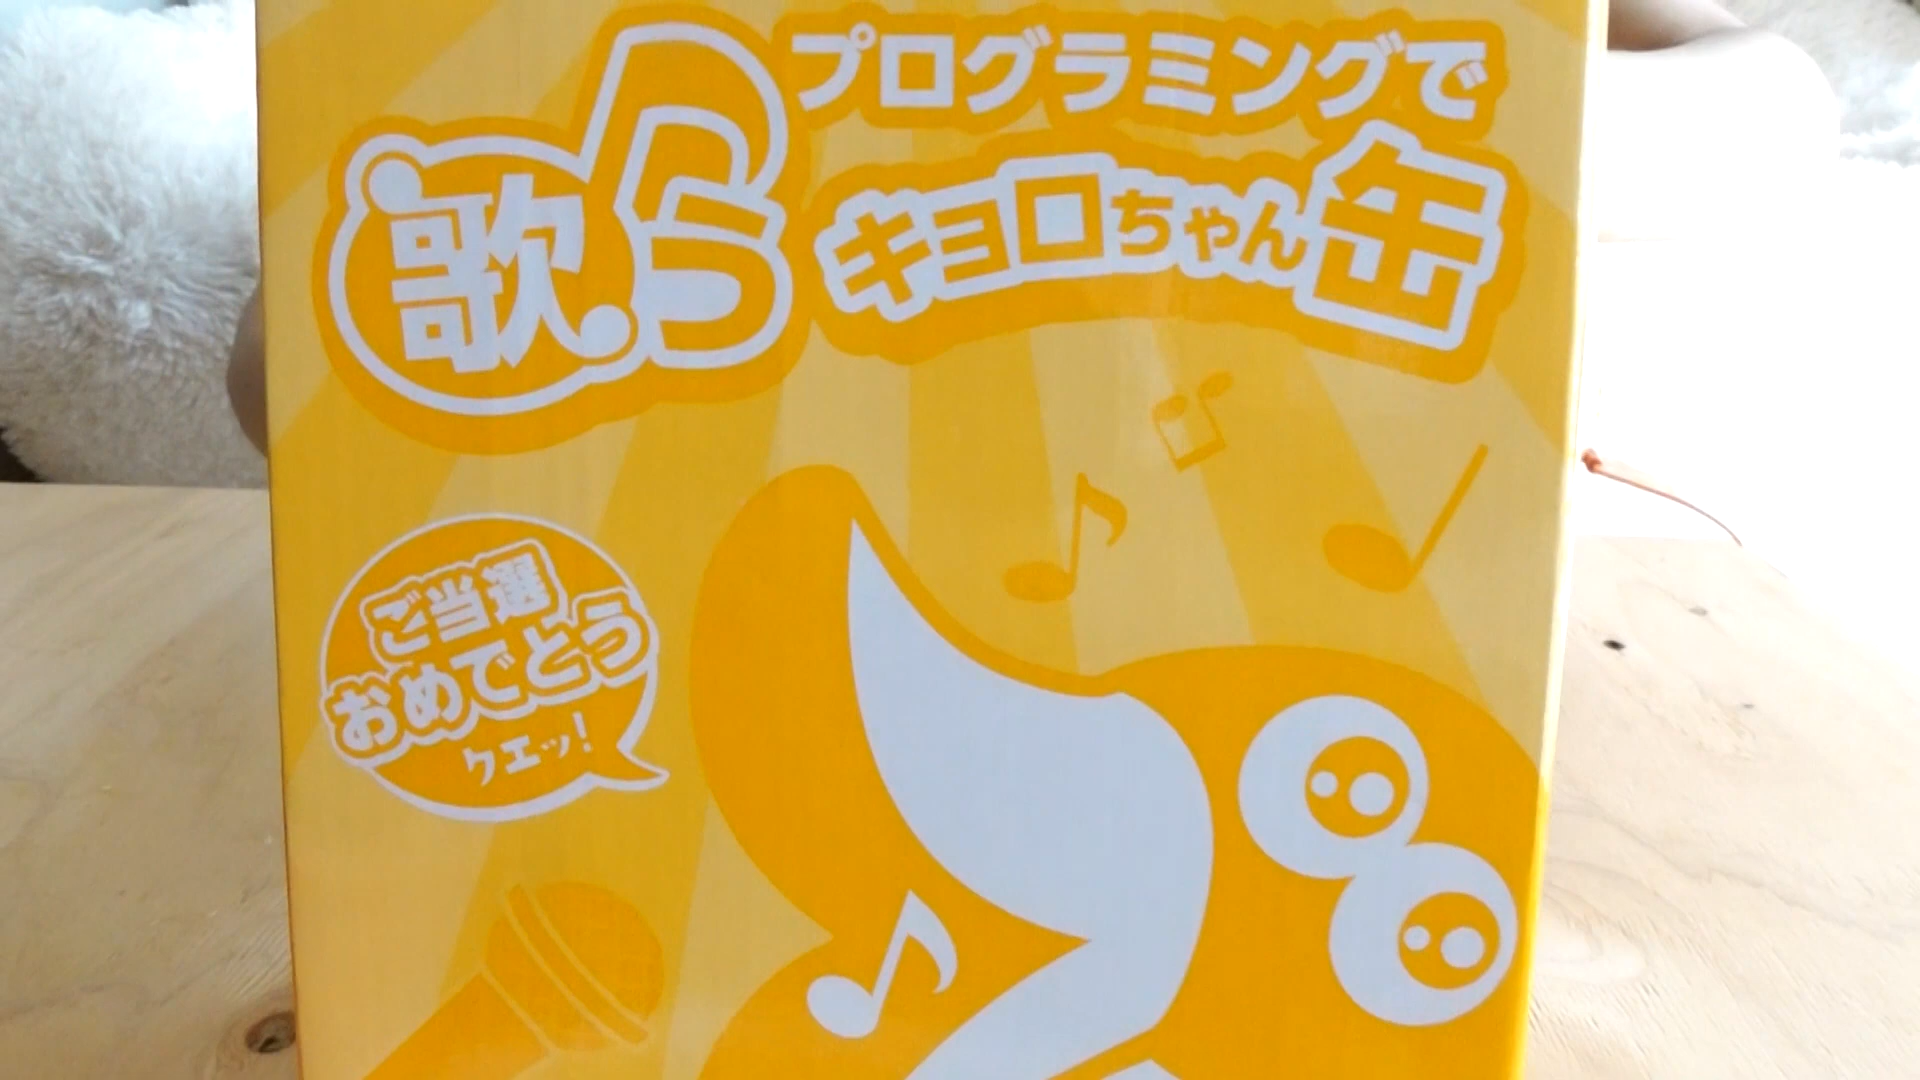 プログラミングで
歌う
キョロちゃん缶
ご当選
おめでとう
クエッ!